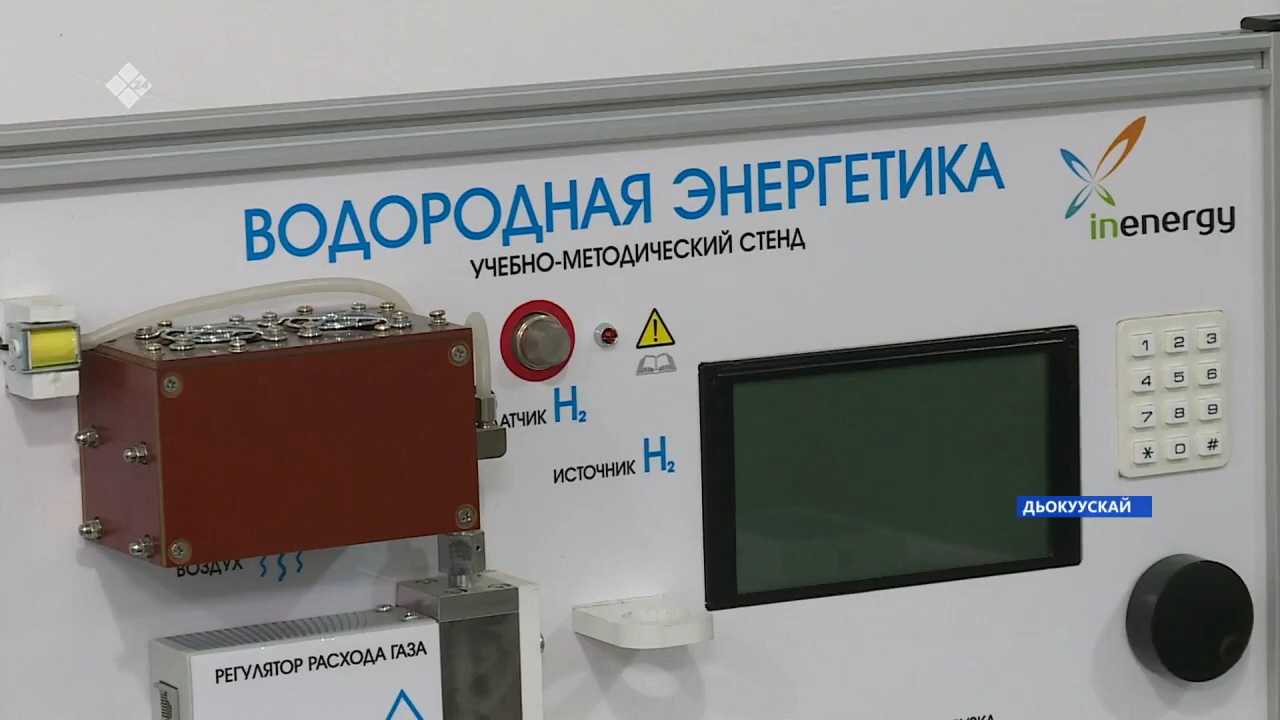 24
ВОДОРОДНАЯ ЭНЕРГЕТИКА
УЧЕБНО-МЕТОДИЧЕСКИЙ СТЕНД
inenergy
АТЧИК H₂
ИСТОЧНИК H₂
1 2 3
4 5 6
7 8 9
* 0 #
ДЬОКУУСКАЙ
ВОЗДУХ
РЕГУЛЯТОР РАСХОДА ГАЗА